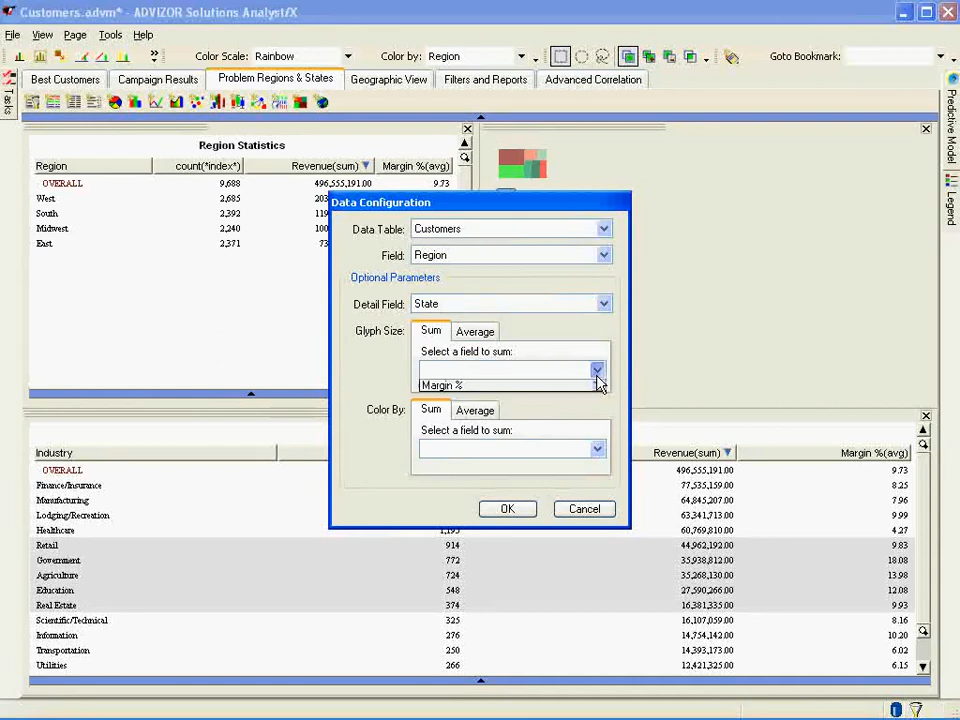 Customers.advm* - ADVIZOR Solutions Analyst/X
File View Page Tools Help
Color Scale: Rainbow Color by: Region Goto Bookmark:
Best Customers Campaign Results Problem Regions & States Geographic View Filters and Reports Advanced Correlation
Tasks
Predictive Model
Legend
Region Statistics
Region count(*index*) Revenue(sum) Margin %(avg)
OVERALL 9,688 496,555,191.00 9.73
West 2,685 203
South 2,392 119
Midwest 2,240 100
East 2,371 73
Data Configuration
Data Table: Customers
Field: Region
Optional Parameters
Detail Field: State
Glyph Size: Sum Average
Select a field to sum:
Margin %
Color By: Sum Average
Select a field to sum:
OK Cancel
Industry Revenue(sum) Margin %(avg)
OVERALL 496,555,191.00 9.73
Finance/Insurance 77,535,159.00 8.25
Manufacturing 64,845,207.00 7.96
Lodging/Recreation 63,341,713.00 9.99
Healthcare 1,195 60,769,810.00 4.27
Retail 914 44,962,192.00 9.83
Government 772 35,938,812.00 18.08
Agriculture 724 35,268,130.00 13.98
Education 548 27,590,266.00 12.08
Real Estate 374 16,381,335.00 9.93
Scientific/Technical 325 16,107,059.00 8.16
Information 276 14,754,142.00 10.20
Transportation 250 14,393,173.00 6.02
Utilities 266 12,421,325.00 6.15